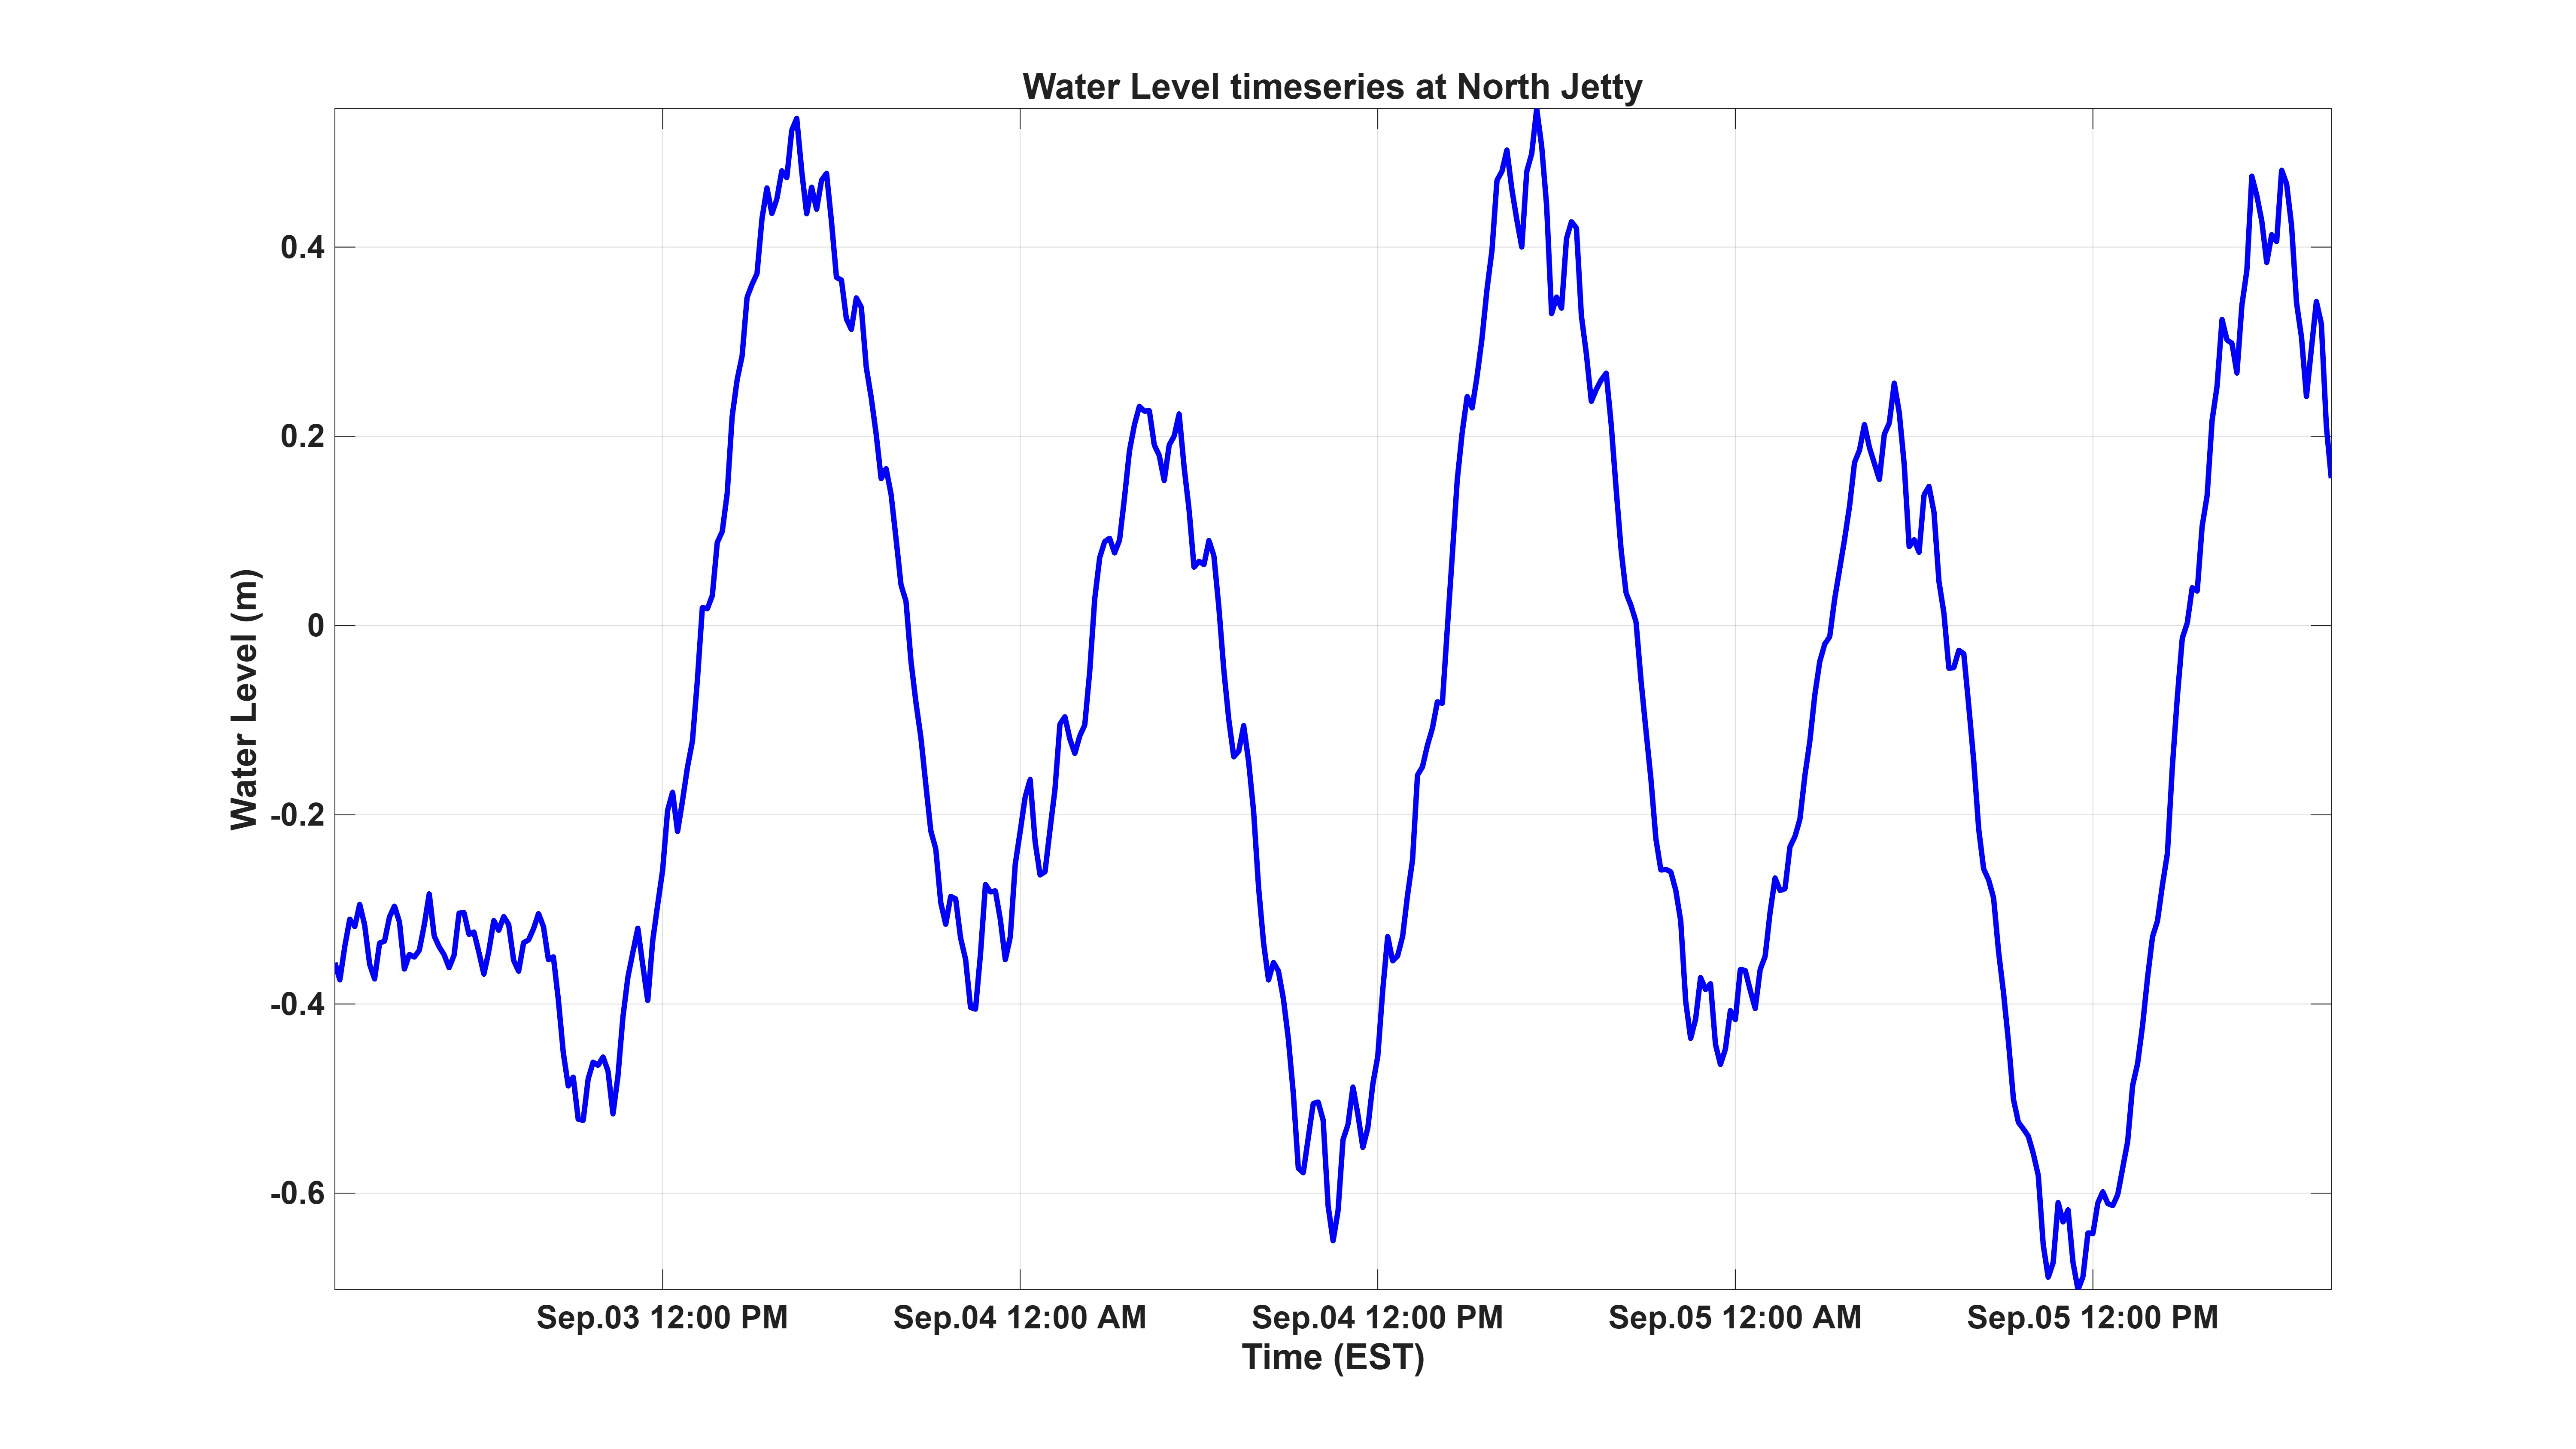 Water Level timeseries at North Jetty
0.4
0.2
0
-0.2
-0.4
-0.6
Water Level (m)
Sep.03 12:00 PM
Sep.04 12:00 AM
Sep.04 12:00 PM
Sep.05 12:00 AM
Sep.05 12:00 PM
Time (EST)